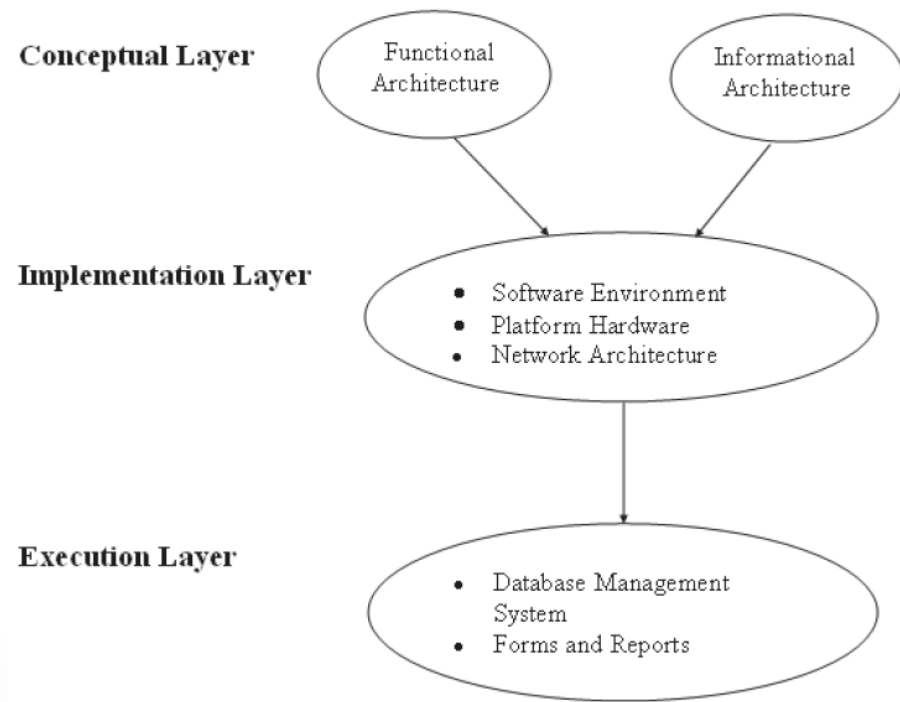 Conceptual Layer
Functional
Architecture
Informational
Architecture
Implementation Layer
• Software Environment
• Platform Hardware
• Network Architecture
Execution Layer
• Database Management
System
• Forms and Reports